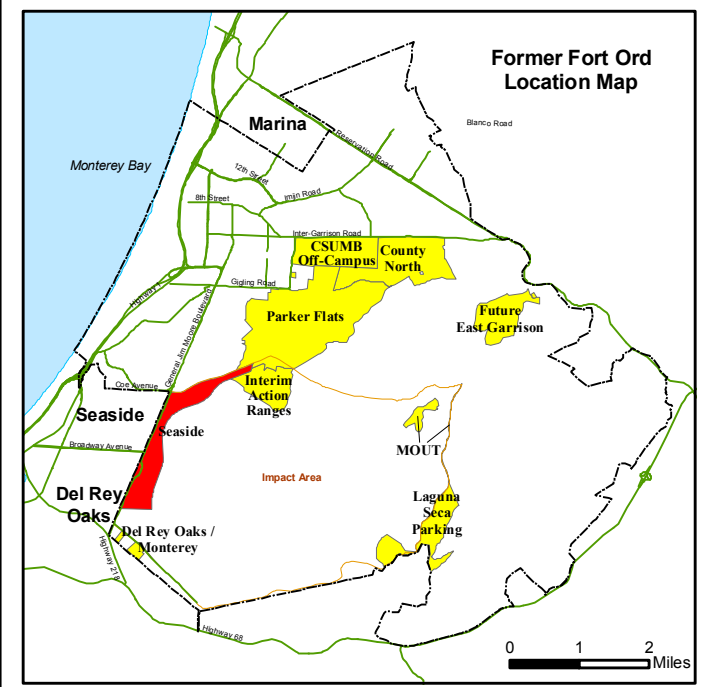 Former Fort Ord
Location Map
Blanco Road
Marina
Reservation Road
Monterey Bay
12th Street
Imjin Road
8th Street
Inter-Garrison Road
CSUMB
Off-Campus
County
North
Gigling Road
Highway 1
General Jim Moore Boulevard
Parker Flats
Future
East Garrison
Coe Avenue
Interim
Action
Ranges
Seaside
Seaside
Broadway Avenue
MOUT
Impact Area
Del Rey
Oaks
Laguna
Seca
Parking
Del Rey Oaks /
Monterey
Highway 218
Highway 68
0 1 2
Miles